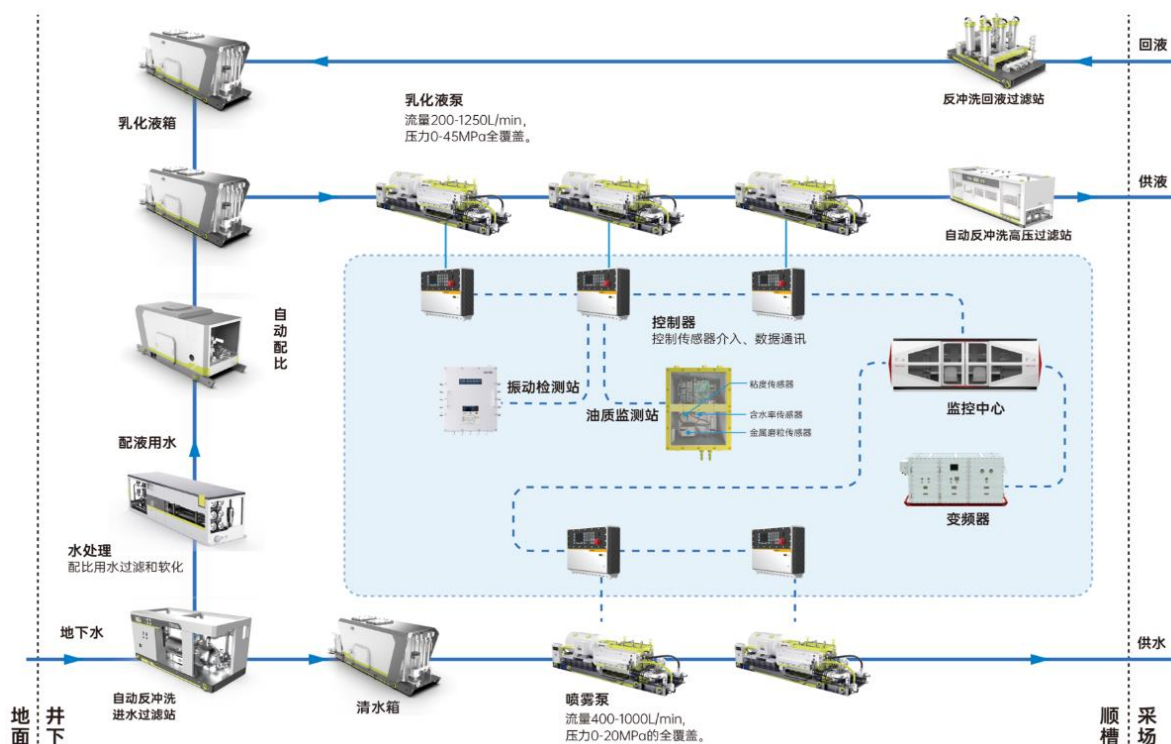 回液
反冲洗回液过滤站
乳化液箱
乳化液泵
流量200-1250L/min，
压力0-45MPa全覆盖。
供液
自动反冲洗高压过滤站
自动配比
控制器
控制传感器介入、数据通讯
振动检测站
油质监测站
粘度传感器
含水率传感器
金属磨粒传感器
监控中心
变频器
配液用水
水处理
配比用水过滤和软化
地下水
自动反冲洗
进水过滤站
清水箱
喷雾泵
流量400-1000L/min，
压力0-20MPa的全覆盖。
供水
地面
井下
顺槽
采场